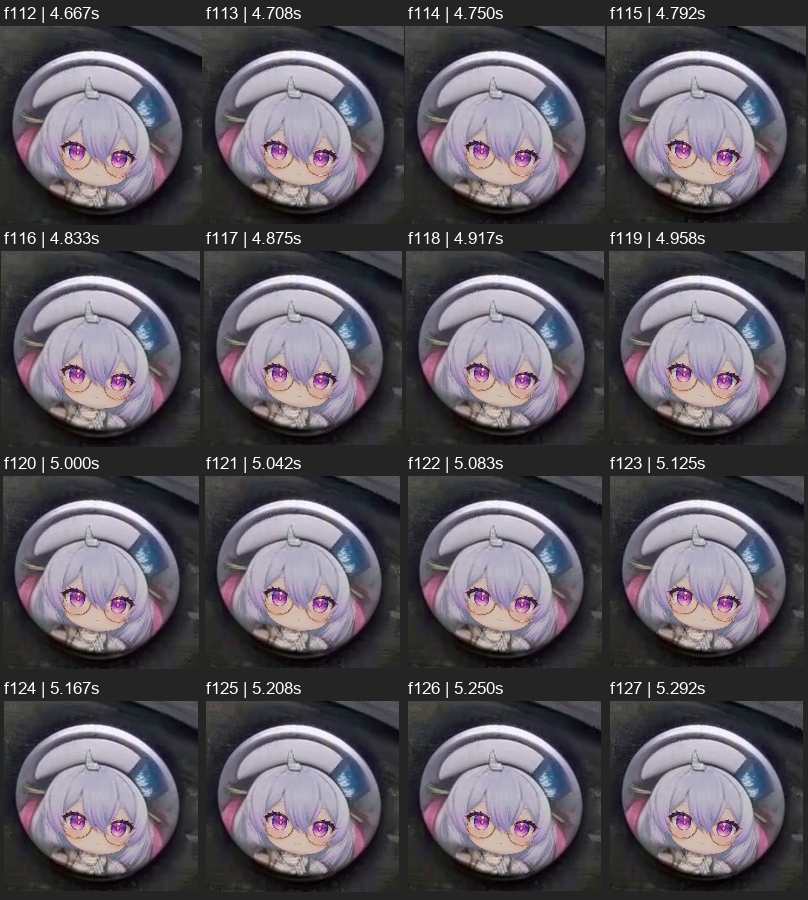 f112 | 4.667s
f113 | 4.708s
f114 | 4.750s
f115 | 4.792s
f116 | 4.833s
f117 | 4.875s
f118 | 4.917s
f119 | 4.958s
f120 | 5.000s
f121 | 5.042s
f122 | 5.083s
f123 | 5.125s
f124 | 5.167s
f125 | 5.208s
f126 | 5.250s
f127 | 5.292s